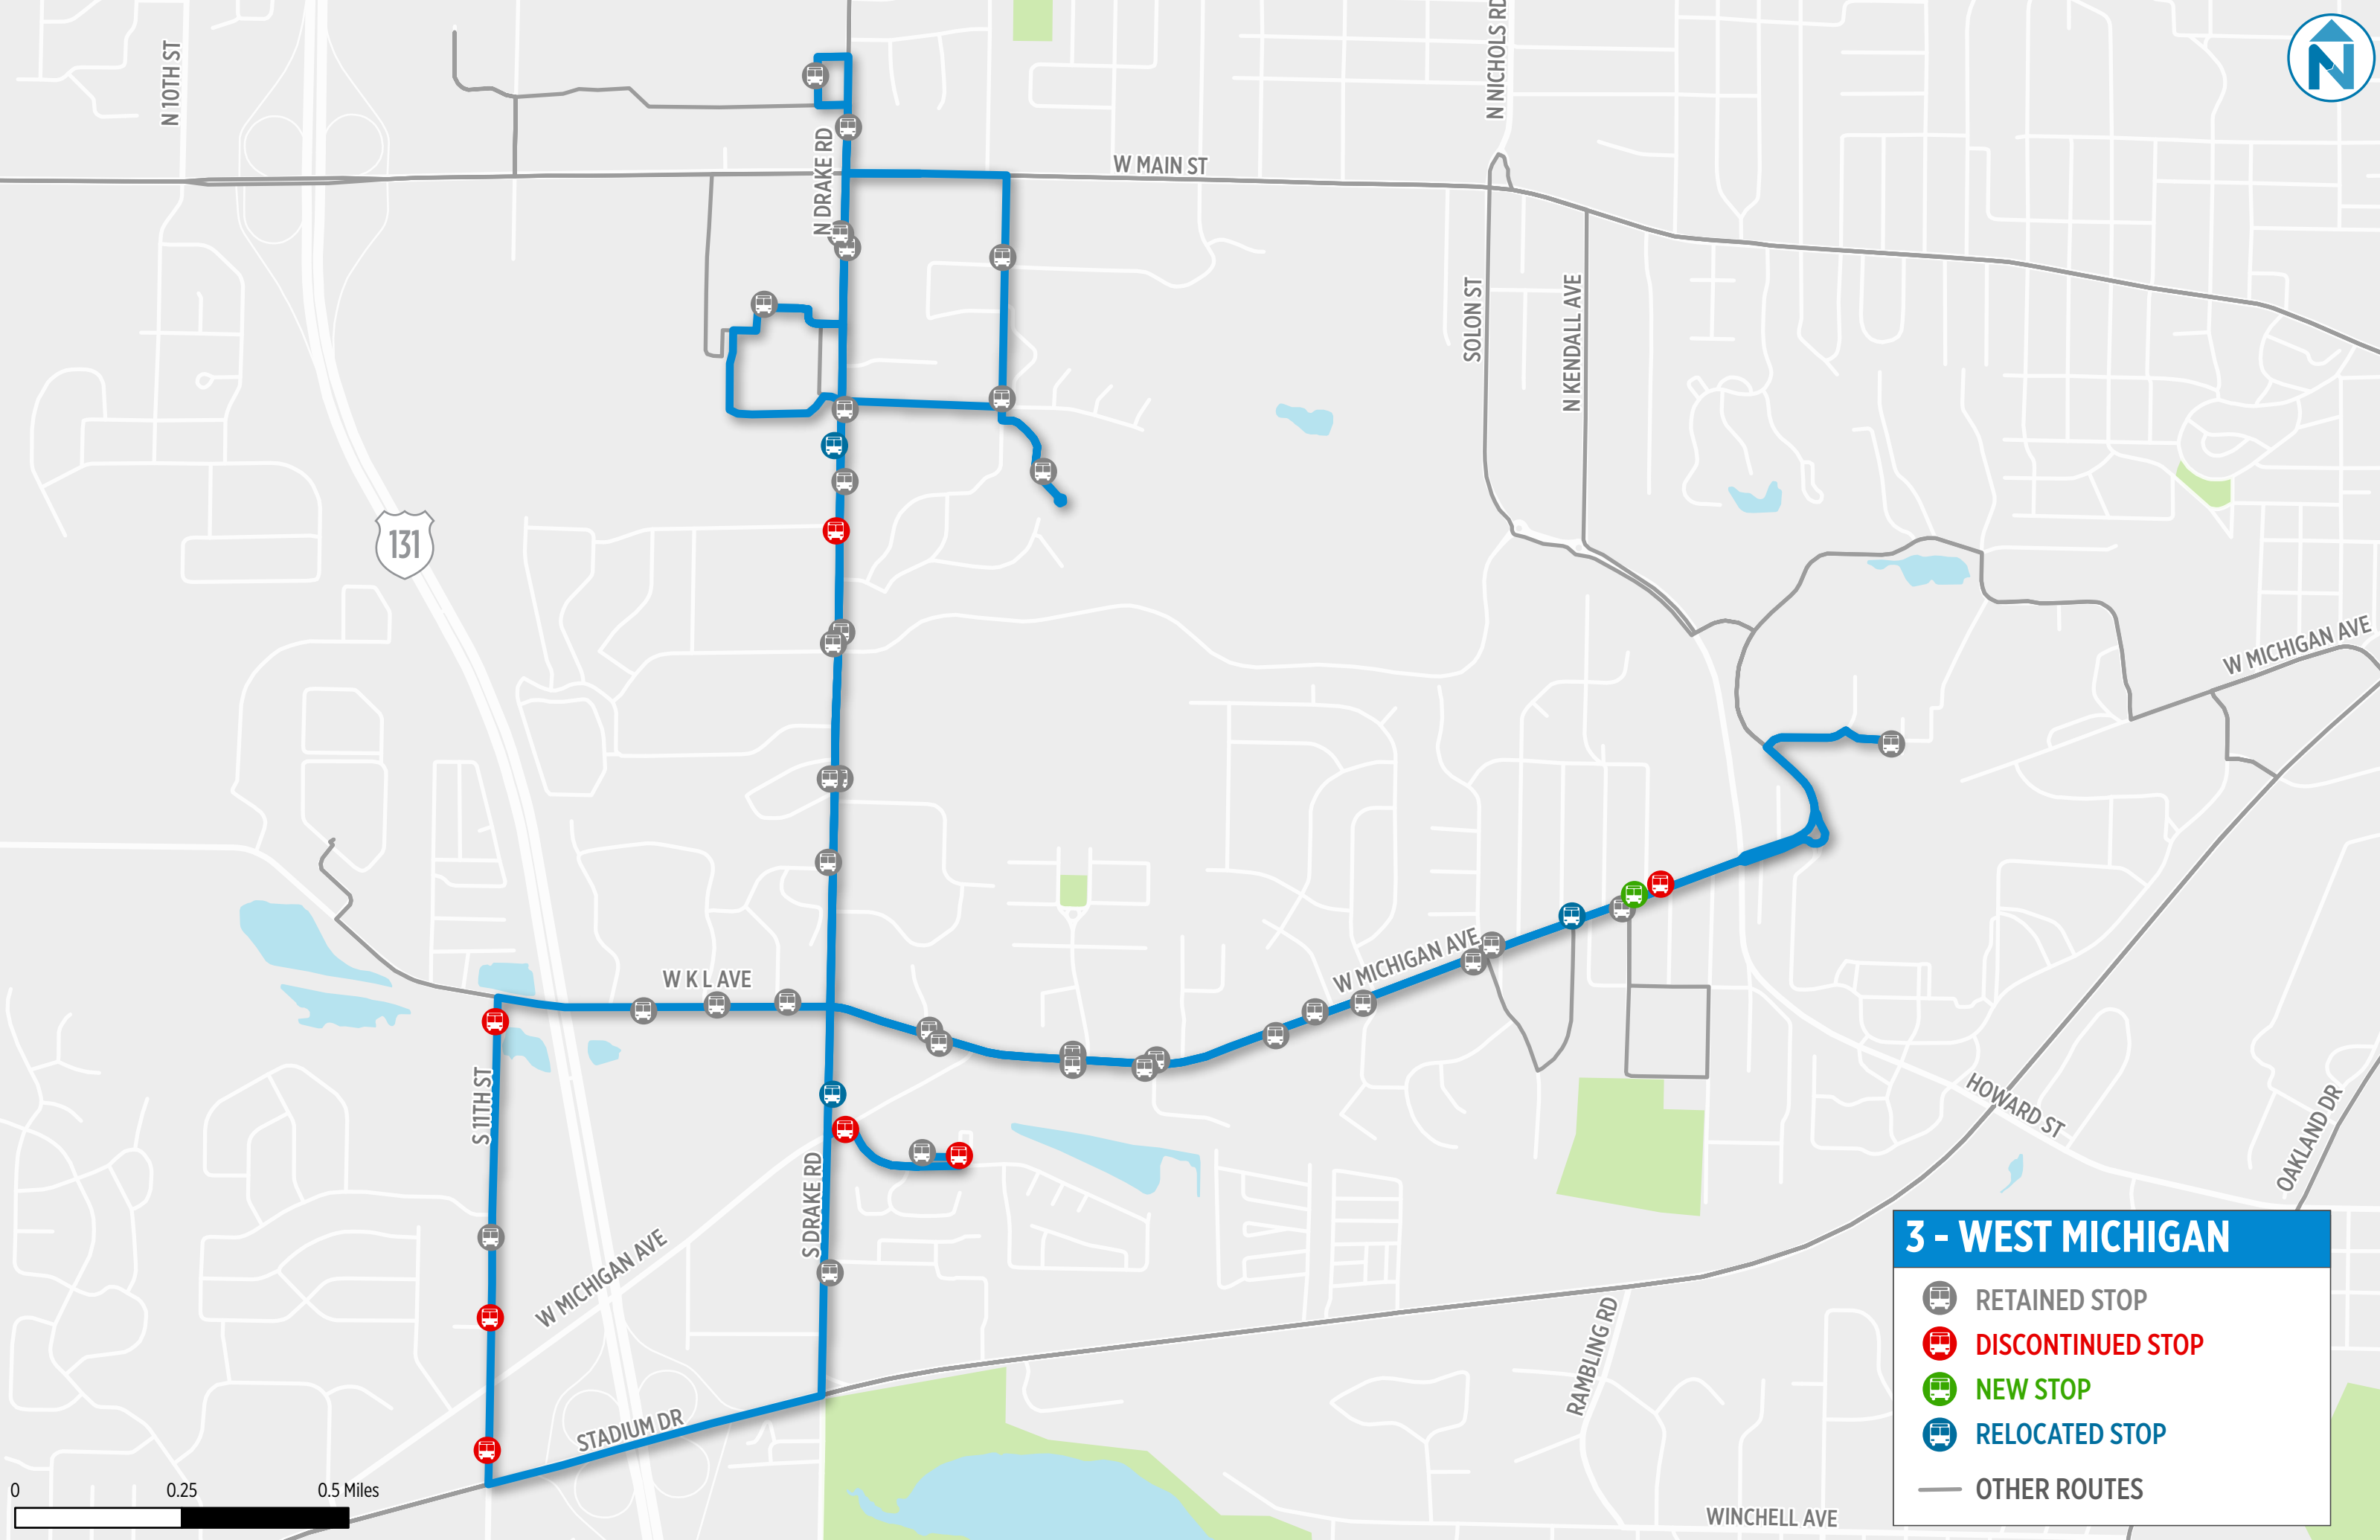 N 10TH ST
N DRAKE RD
W MAIN ST
N NICHOLS RD
N
SOLON ST
N KENDALL AVE
131
W MICHIGAN AVE
W K L AVE
W MICHIGAN AVE
S 11TH ST
S DRAKE RD
W MICHIGAN AVE
STADIUM DR
HOWARD ST
OAKLAND DR
RAMBLING RD
WINCHELL AVE
0 0.25 0.5 Miles
3 - WEST MICHIGAN
RETAINED STOP
DISCONTINUED STOP
NEW STOP
RELOCATED STOP
OTHER ROUTES